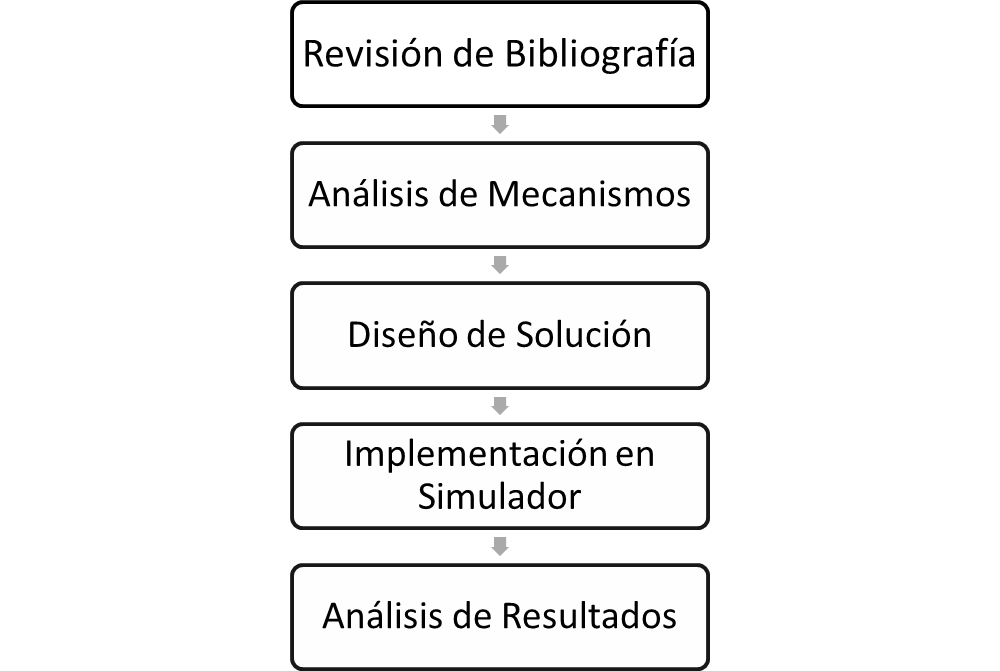 Revisión de Bibliografía
Análisis de Mecanismos
Diseño de Solución
Implementación en
Simulador
Análisis de Resultados